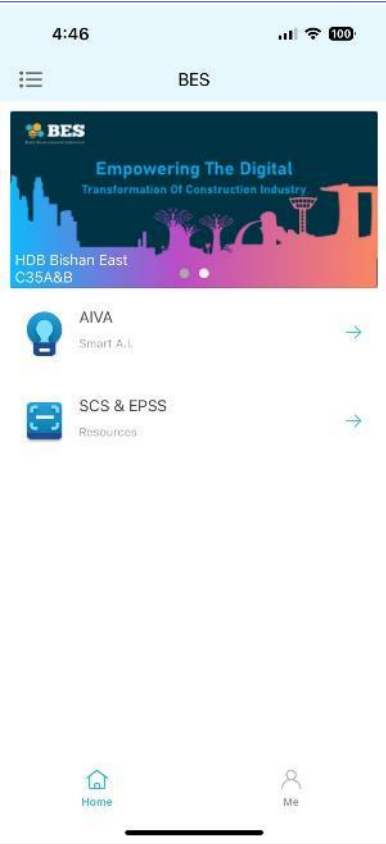 4:46
100
BES
BES
Empowering The Digital
Transformation Of Construction Industry
HDB Bishan East
C35A&B
AIVA
Smart A.I.
SCS & EPSS
Resources
Home
Me